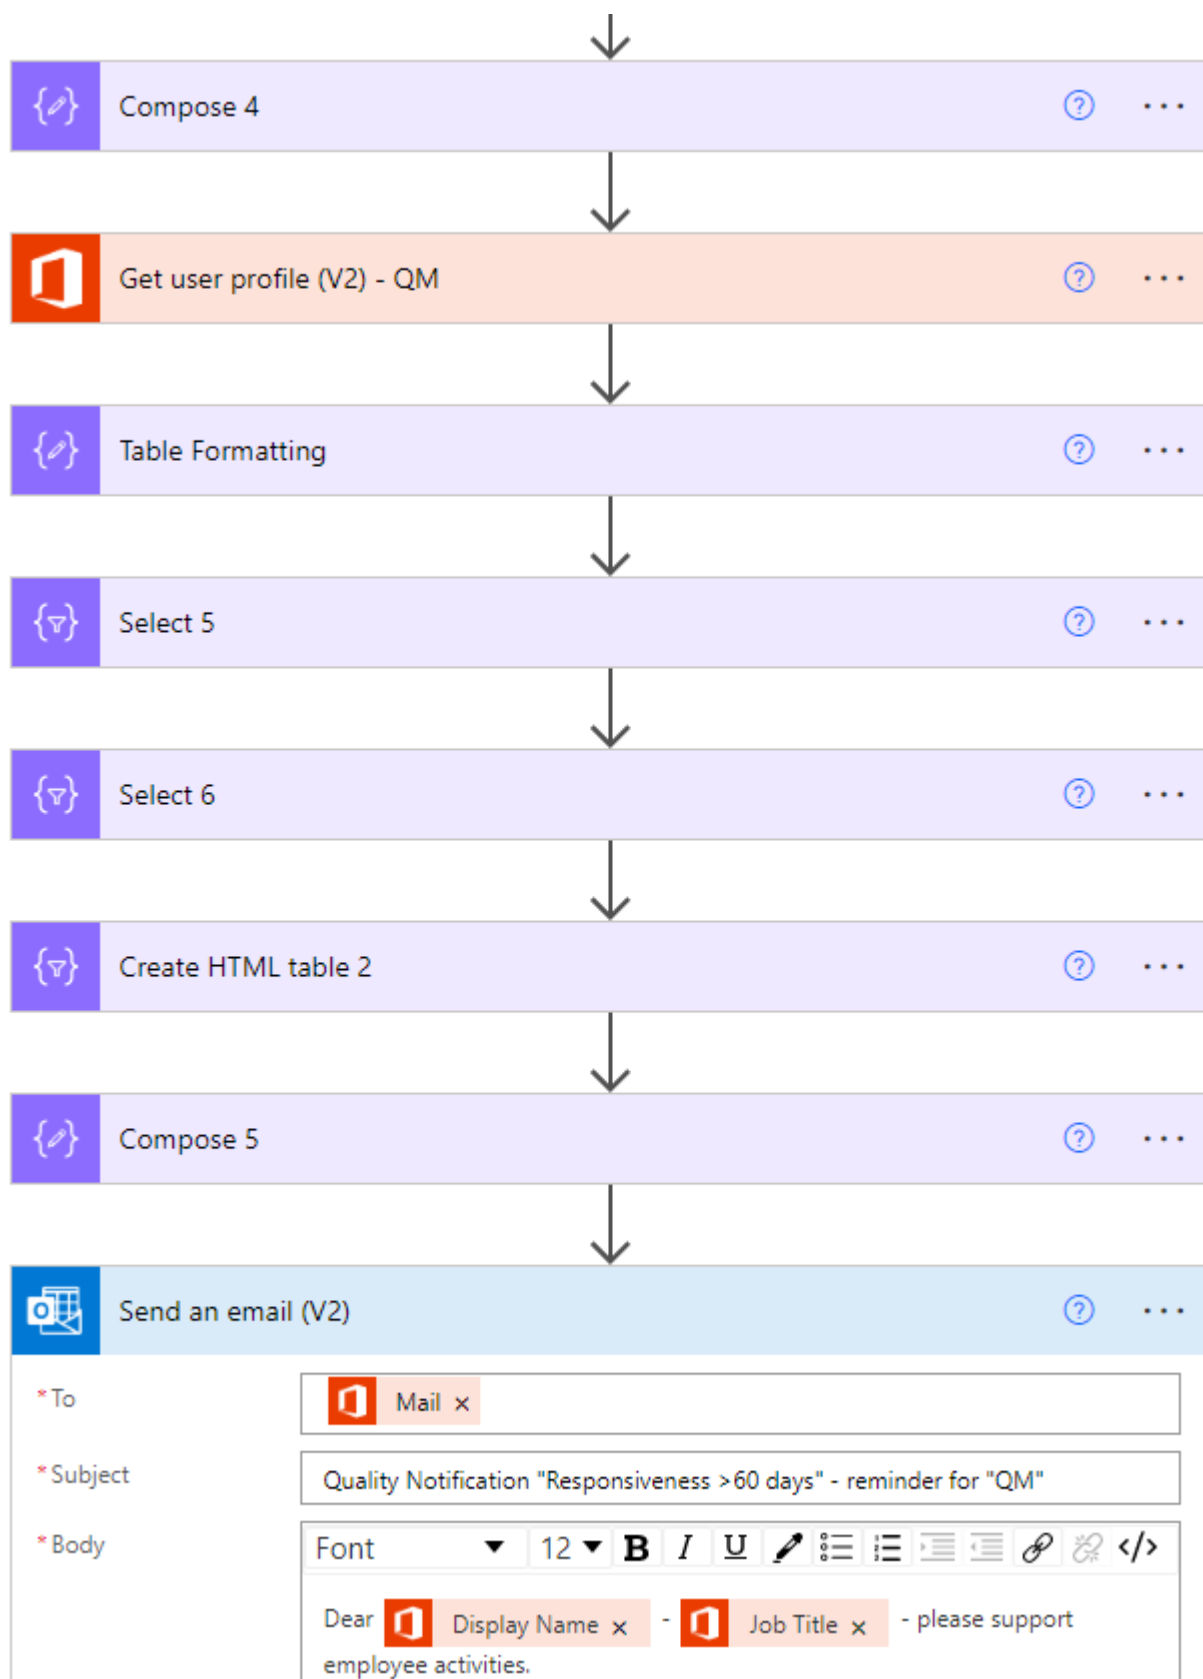 Compose 4
Get user profile (V2) - QM
Table Formatting
Select 5
Select 6
Create HTML table 2
Compose 5
Send an email (V2)
*To Mail ×
*Subject Quality Notification "Responsiveness >60 days" - reminder for "QM"
*Body Font 12 B I U </>
Dear Display Name × - Job Title × - please support
employee activities.